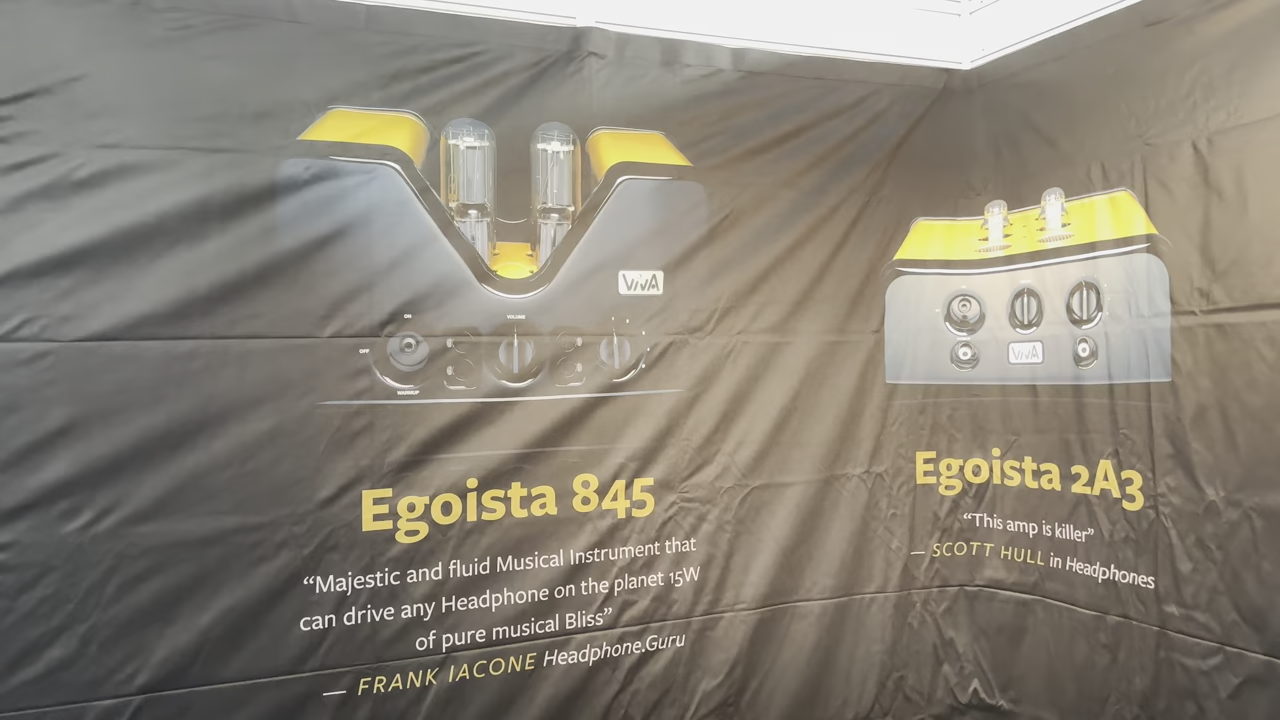 ViVA
ON
VOLUME
OFF
WARMUP
Egoista 845
“Majestic and fluid Musical Instrument that
can drive any Headphone on the planet 15W
of pure musical Bliss”
— FRANK IACONE Headphone.Guru
ViVA
Egoista 2A3
“This amp is killer”
— SCOTT HULL in Headphones